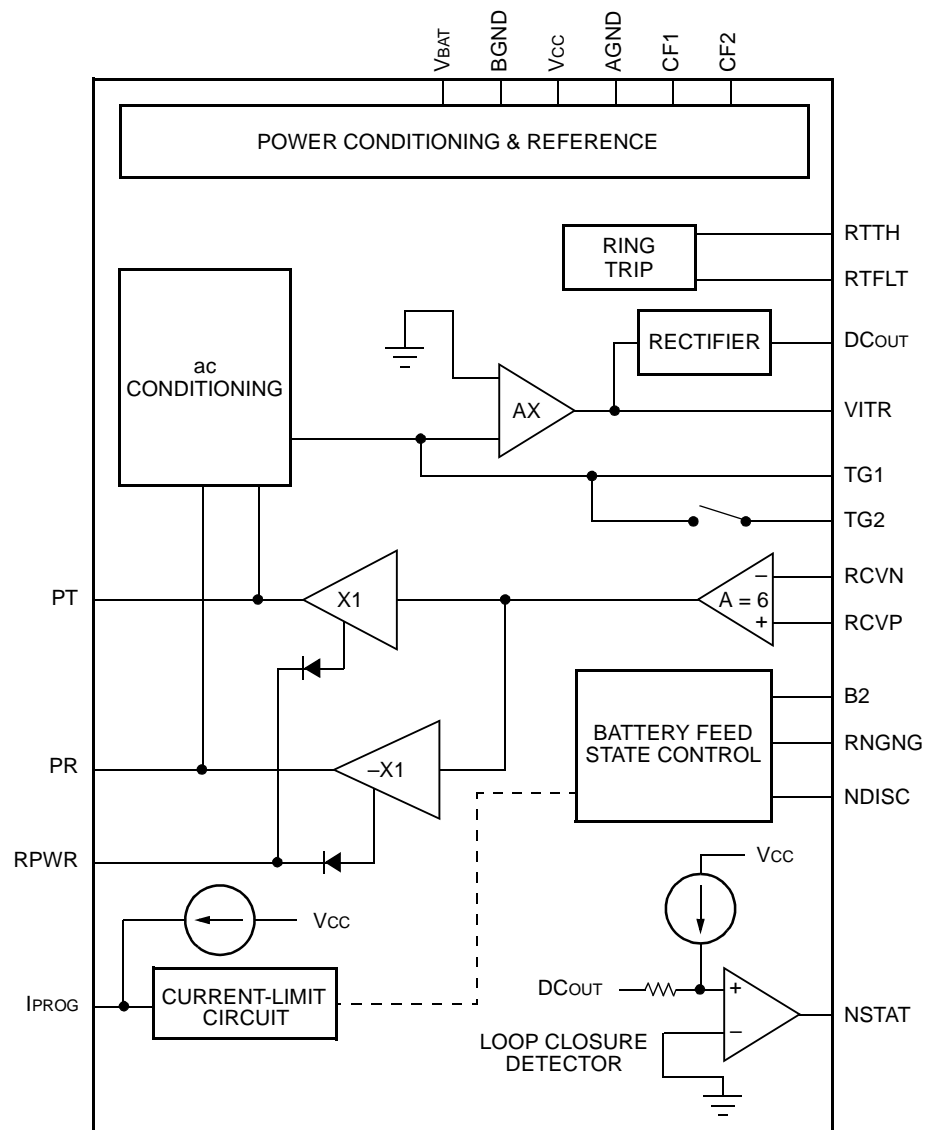 VBAT
BGND
VCC
AGND
CF1
CF2
POWER CONDITIONING & REFERENCE
RING
TRIP
RTTH
RTFLT
ac
CONDITIONING
RECTIFIER
DCOUT
AX
VITR
TG1
TG2
PT
X1
–
A = 6
+
RCVN
RCVP
BATTERY FEED
STATE CONTROL
B2
RNGNG
NDISC
PR
–X1
RPWR
VCC
VCC
IPROG
CURRENT-LIMIT
CIRCUIT
DCOUT
+
–
NSTAT
LOOP CLOSURE
DETECTOR